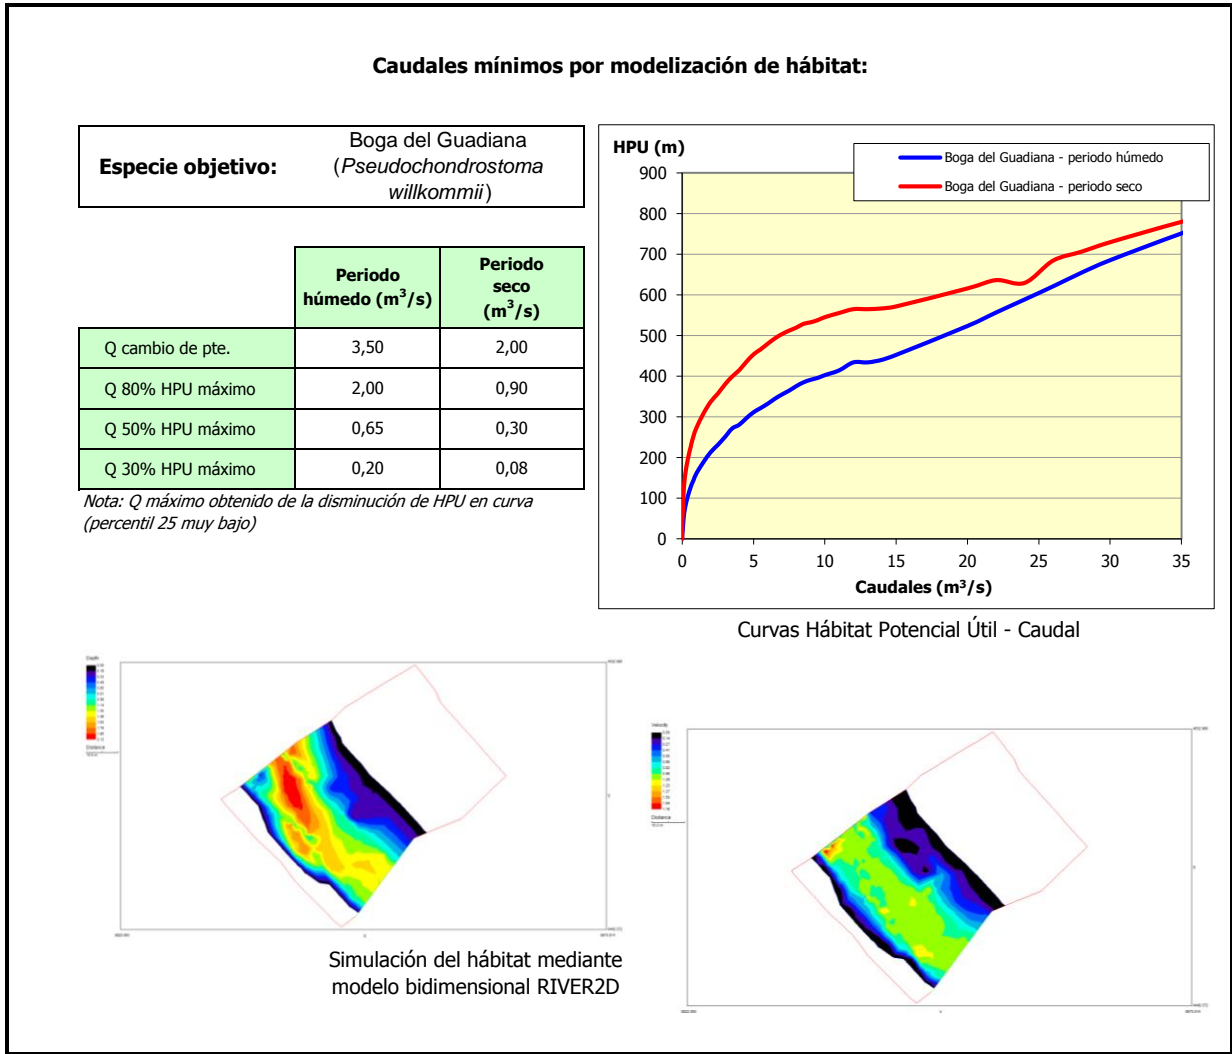 Caudales mínimos por modelización de hábitat:
Especie objetivo:
Boga del Guadiana
(Pseudochondrostoma
willkommii)
Periodo
húmedo (m³/s)
Periodo
seco
(m³/s)
Q cambio de pte.
3,50
2,00
Q 80% HPU máximo
2,00
0,90
Q 50% HPU máximo
0,65
0,30
Q 30% HPU máximo
0,20
0,08
Nota: Q máximo obtenido de la disminución de HPU en curva
(percentil 25 muy bajo)
HPU (m)
Boga del Guadiana - periodo húmedo
Boga del Guadiana - periodo seco
900
800
700
600
500
400
300
200
100
0
0 5 10 15 20 25 30 35
Caudales (m³/s)
Curvas Hábitat Potencial Útil - Caudal
Depth
Distance
Simulación del hábitat mediante
modelo bidimensional RIVER2D
Velocity
Distance